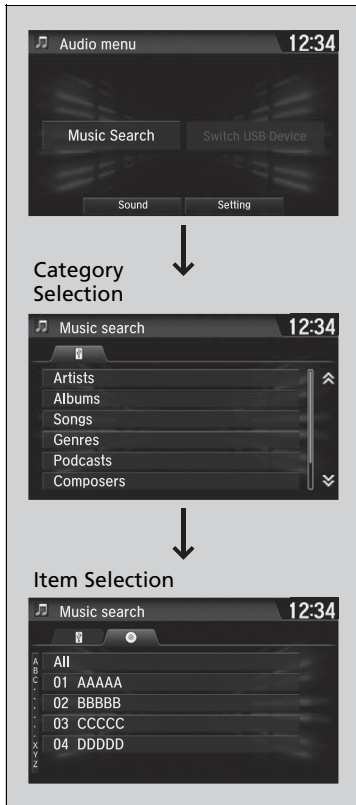 Audio menu 12:34
Music Search Switch USB Device
Sound Setting
Category
Selection
Music search 12:34
Artists
Albums
Songs
Genres
Podcasts
Composers
Item Selection
Music search 12:34
A
B
C
All
01 AAAAA
02 BBBBB
03 CCCCC
04 DDDDD
X
Y
Z